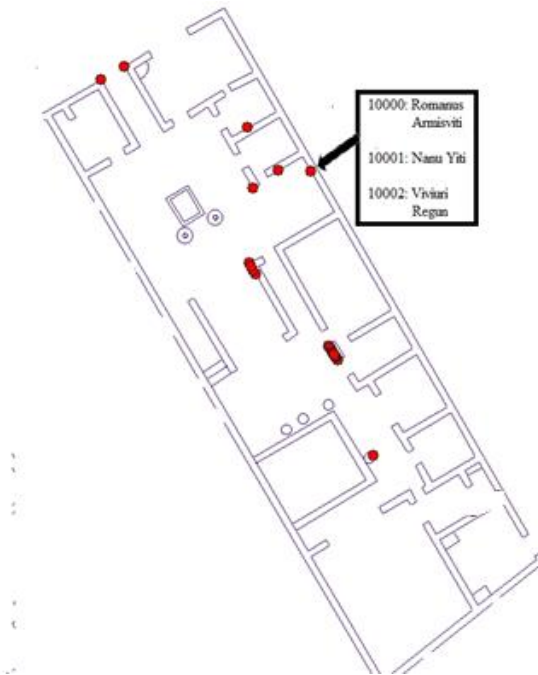 10000: Romanus
Armisviti
10001: Nanu Yiti
10002: Viviuri
Regun